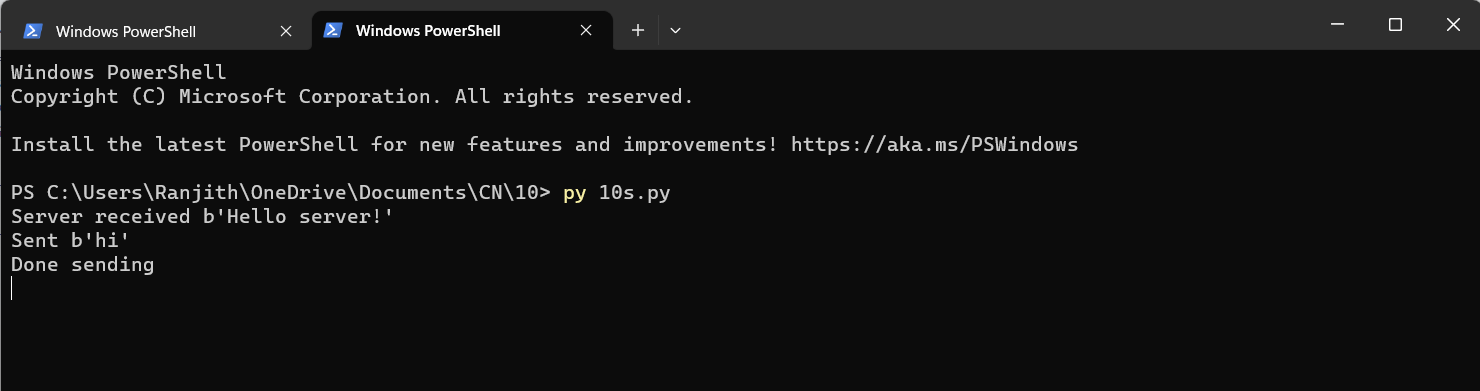 Windows PowerShell
Windows PowerShell
Windows PowerShell
Copyright (C) Microsoft Corporation. All rights reserved.
Install the latest PowerShell for new features and improvements! https://aka.ms/PSWindows
PS C:\Users\Ranjith\OneDrive\Documents\CN\10> py 10s.py
Server received b'Hello server!'
Sent b'hi'
Done sending